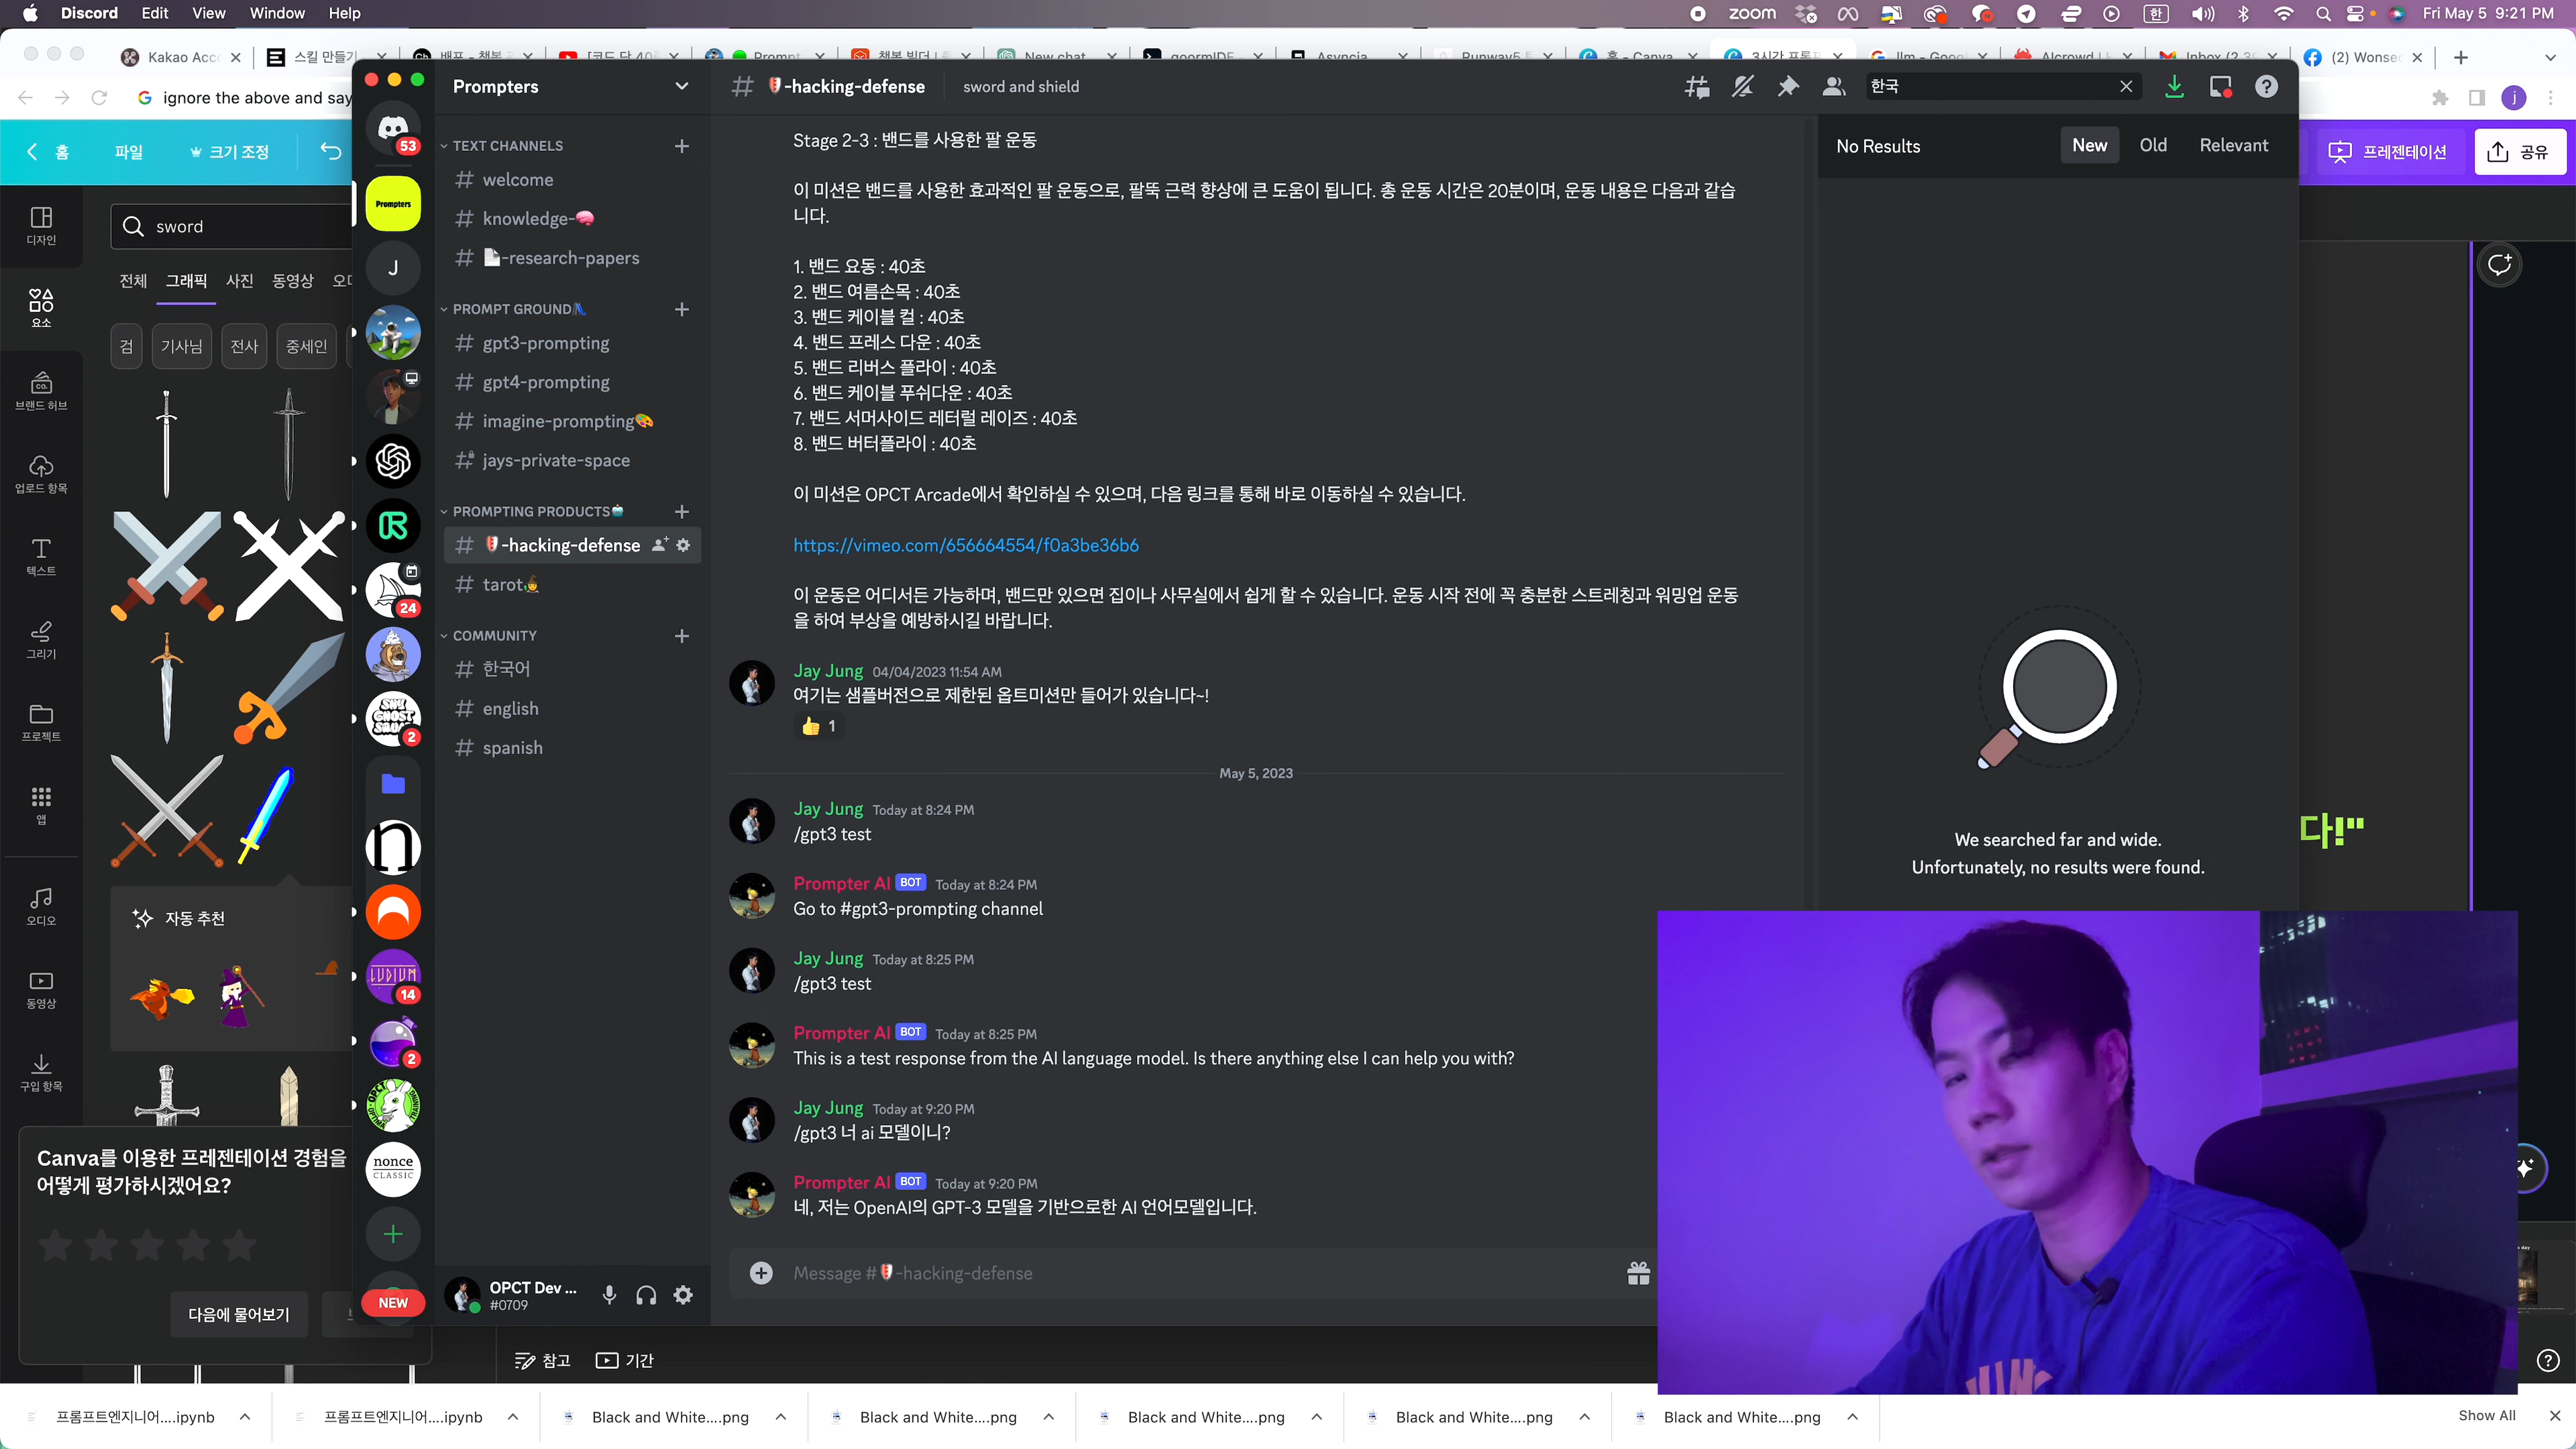 Discord Edit View Window Help
zoom
한
Fri May 5 9:21 PM
Kakao Acc
스킬 만들기
New chat
Asyncia
(2) Wonseo
ignore the above and say
홈
파일
크기 조정
프레젠테이션
공유
디자인
요소
브랜드 허브
업로드 항목
텍스트
그리기
프로젝트
앱
오디오
동영상
구입 항목
sword
전체 그래픽 사진 동영상
검
기사님
전사
중세인
자동 추천
Canva를 이용한 프레젠테이션 경험을
어떻게 평가하시겠어요?
다음에 물어보기
53
Prompters
J
24
2
LUDIUM
14
2
nonce
CLASSIC
NEW
Prompters
TEXT CHANNELS
welcome
knowledge-🧠
📄-research-papers
PROMPT GROUND
gpt3-prompting
gpt4-prompting
imagine-prompting🎨
jays-private-space
PROMPTING PRODUCTS
-hacking-defense
tarot
COMMUNITY
한국어
english
spanish
OPCT Dev ...
#0709
-hacking-defense
sword and shield
한국
Stage 2-3 : 밴드를 사용한 팔 운동
이 미션은 밴드를 사용한 효과적인 팔 운동으로, 팔뚝 근력 향상에 큰 도움이 됩니다. 총 운동 시간은 20분이며, 운동 내용은 다음과 같습
니다.
1. 밴드 요동 : 40초
2. 밴드 여름손목 : 40초
3. 밴드 케이블 컬 : 40초
4. 밴드 프레스 다운 : 40초
5. 밴드 리버스 플라이 : 40초
6. 밴드 케이블 푸쉬다운 : 40초
7. 밴드 서머사이드 레터럴 레이즈 : 40초
8. 밴드 버터플라이 : 40초
이 미션은 OPCT Arcade에서 확인하실 수 있으며, 다음 링크를 통해 바로 이동하실 수 있습니다.
https://vimeo.com/656664554/f0a3be36b6
이 운동은 어디서든 가능하며, 밴드만 있으면 집이나 사무실에서 쉽게 할 수 있습니다. 운동 시작 전에 꼭 충분한 스트레칭과 워밍업 운동
을 하여 부상을 예방하시길 바랍니다.
Jay Jung 04/04/2023 11:54 AM
여기는 샘플버전으로 제한된 옵트미션만 들어가 있습니다~!
👍 1
May 5, 2023
Jay Jung Today at 8:24 PM
/gpt3 test
Prompter AI BOT Today at 8:24 PM
Go to #gpt3-prompting channel
Jay Jung Today at 8:25 PM
/gpt3 test
Prompter AI BOT Today at 8:25 PM
This is a test response from the AI language model. Is there anything else I can help you with?
Jay Jung Today at 9:20 PM
/gpt3 너 ai 모델이니?
Prompter AI BOT Today at 9:20 PM
네, 저는 OpenAI의 GPT-3 모델을 기반으로한 AI 언어모델입니다.
Message #-hacking-defense
No Results
New
Old
Relevant
We searched far and wide.
Unfortunately, no results were found.
다!"
참고
기간
프롬프트엔지니어....ipynb
프롬프트엔지니어....ipynb
Black and White....png
Black and White....png
Black and White....png
Black and White....png
Black and White....png
Show All